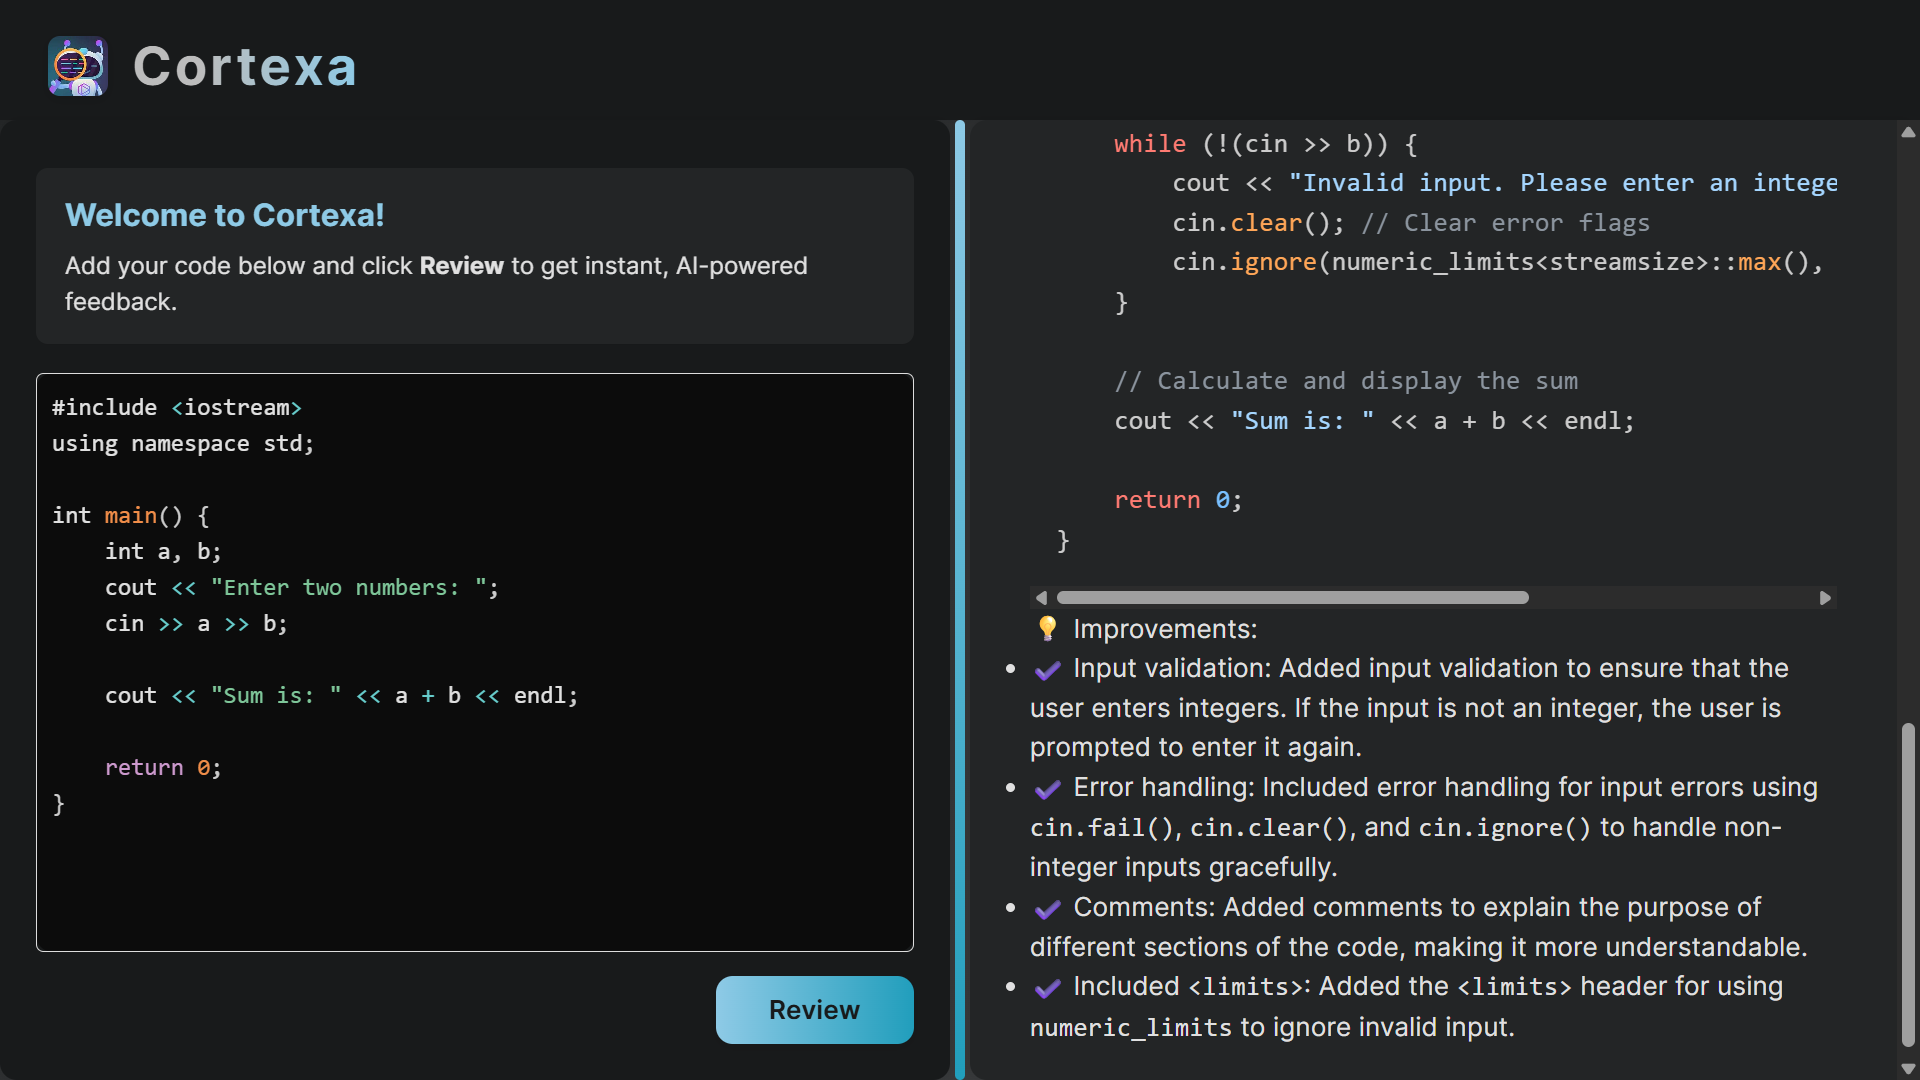 Cortexa
Welcome to Cortexa!
Add your code below and click Review to get instant, AI-powered
feedback.
#include <iostream>
using namespace std;
int main() {
    int a, b;
    cout << "Enter two numbers: ";
    cin >> a >> b;
    cout << "Sum is: " << a + b << endl;
    return 0;
}
Review
while (!(cin >> b)) {
    cout << "Invalid input. Please enter an intege
    cin.clear(); // Clear error flags
    cin.ignore(numeric_limits<streamsize>::max(),
}
// Calculate and display the sum
cout << "Sum is: " << a + b << endl;
return 0;
}
💡 Improvements:
• ✔ Input validation: Added input validation to ensure that the
user enters integers. If the input is not an integer, the user is
prompted to enter it again.
• ✔ Error handling: Included error handling for input errors using
cin.fail(), cin.clear(), and cin.ignore() to handle non-
integer inputs gracefully.
• ✔ Comments: Added comments to explain the purpose of
different sections of the code, making it more understandable.
• ✔ Included <limits>: Added the <limits> header for using
numeric_limits to ignore invalid input.